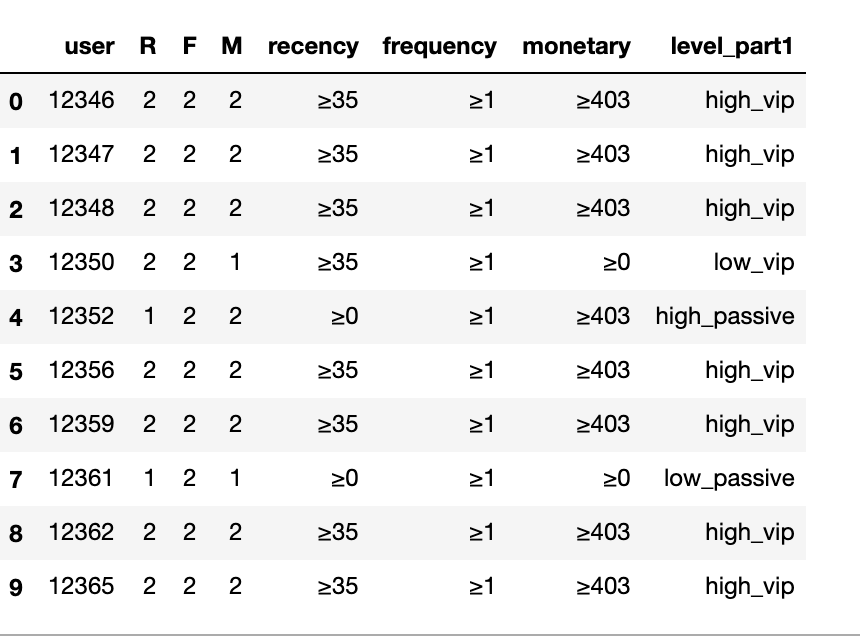 user R F M recency frequency monetary level_part1
0 12346 2 2 2 ≥35 ≥1 ≥403 high_vip
1 12347 2 2 2 ≥35 ≥1 ≥403 high_vip
2 12348 2 2 2 ≥35 ≥1 ≥403 high_vip
3 12350 2 2 1 ≥35 ≥1 ≥0 low_vip
4 12352 1 2 2 ≥0 ≥1 ≥403 high_passive
5 12356 2 2 2 ≥35 ≥1 ≥403 high_vip
6 12359 2 2 2 ≥35 ≥1 ≥403 high_vip
7 12361 1 2 1 ≥0 ≥1 ≥0 low_passive
8 12362 2 2 2 ≥35 ≥1 ≥403 high_vip
9 12365 2 2 2 ≥35 ≥1 ≥403 high_vip